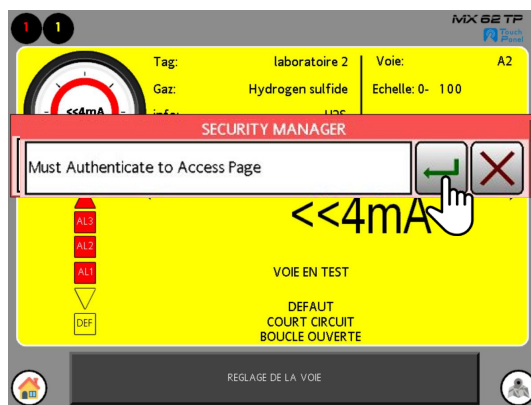 1 1
MX 62 TP
Touch
Panel
Tag: laboratoire 2 Voie: A2
Gaz: Hydrogen sulfide Echelle: 0- 100
<<4mA
SECURITY MANAGER
Must Authenticate to Access Page
<<4mA
AL3
AL2
AL1
VOIE EN TEST
DEF
DEFAUT
COURT CIRCUIT
BOUCLE OUVERTE
REGLAGE DE LA VOIE